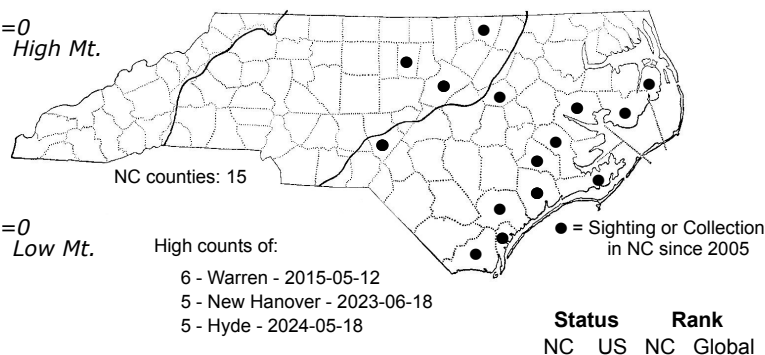 =0
High Mt.
NC counties: 15
=0
Low Mt.
High counts of:
6 - Warren - 2015-05-12
5 - New Hanover - 2023-06-18
5 - Hyde - 2024-05-18
● = Sighting or Collection
in NC since 2005
Status Rank
NC US NC Global